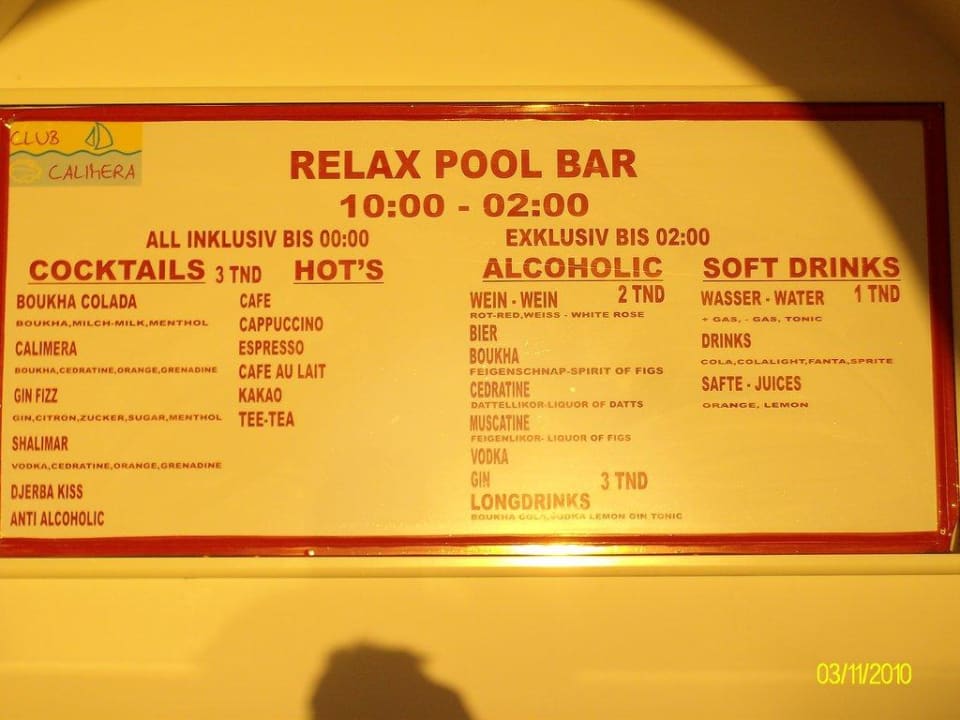 CLUB
CALIMERA
RELAX POOL BAR
10:00 - 02:00
ALL INKLUSIV BIS 00:00
EXKLUSIV BIS 02:00
COCKTAILS 3 TND
BOUKHA COLADA
BOUKHA,MILCH-MILK,MENTHOL
CALIMERA
BOUKHA,CEDRATINE,ORANGE,GRENADINE
GIN FIZZ
GIN,CITRON,ZUCKER,SUGAR,MENTHOL
SHALIMAR
VODKA,CEDRATINE,ORANGE,GRENADINE
DJERBA KISS
ANTI ALCOHOLIC
HOT'S
CAFE
CAPPUCCINO
ESPRESSO
CAFE AU LAIT
KAKAO
TEE-TEA
ALCOHOLIC
WEIN - WEIN 2 TND
ROT-RED,WEISS - WHITE ROSE
BIER
BOUKHA
FEIGENSCHNAP-SPIRIT OF FIGS
CEDRATINE
DATTELLIKOR-LIQUOR OF DATTS
MUSCATINE
FEIGENLIKOR- LIQUOR OF FIGS
VODKA
GIN 3 TND
LONGDRINKS
BOUKHA COLA,VODKA LEMON GIN TONIC
SOFT DRINKS
WASSER - WATER 1 TND
+ GAS, - GAS, TONIC
DRINKS
COLA,COLALIGHT,FANTA,SPRITE
SAFTE - JUICES
ORANGE, LEMON
03/11/2010